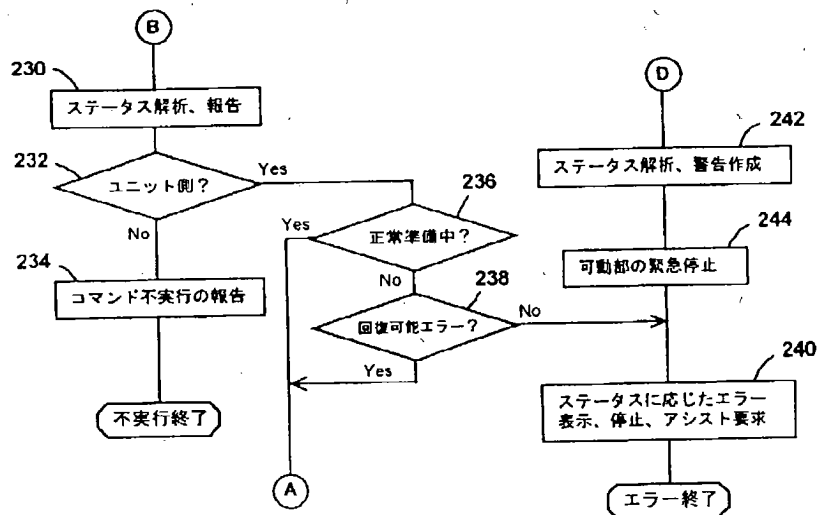 B
230
ステータス解析、報告
232
ユニット側？
Yes
No
234
コマンド不実行の報告
不実行終了
236
正常準備中？
Yes
No
238
回復可能エラー？
No
Yes
A
D
242
ステータス解析、警告作成
244
可動部の緊急停止
240
ステータスに応じたエラー
表示、停止、アシスト要求
エラー終了